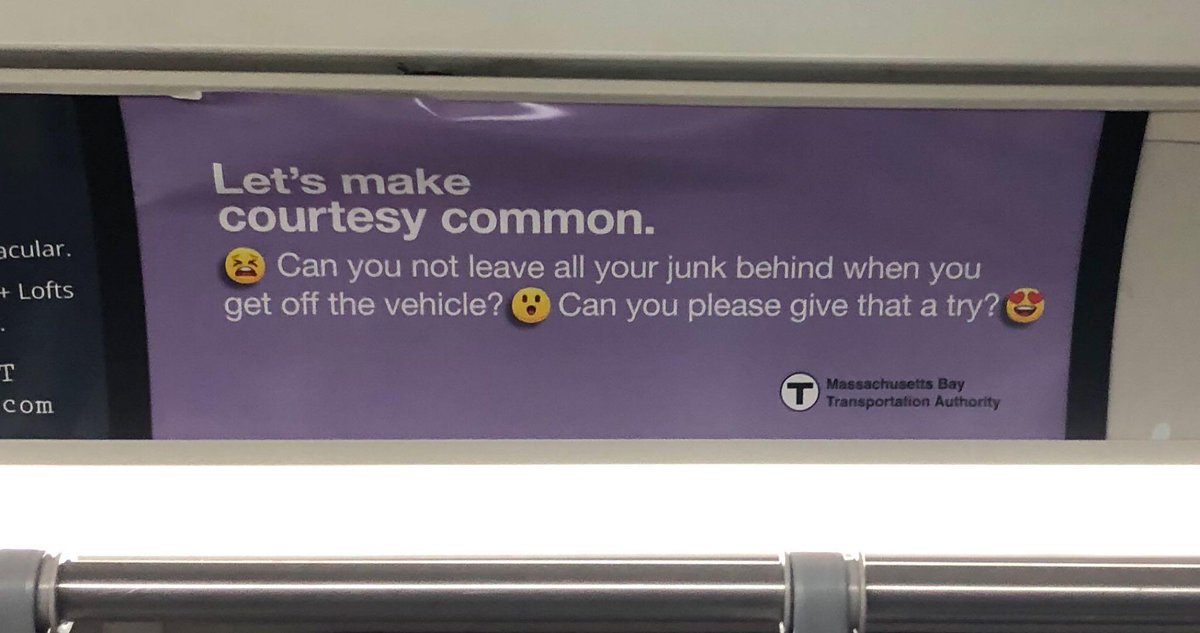 Let's make
courtesy common.
😫 Can you not leave all your junk behind when you
get off the vehicle? 😮 Can you please give that a try? 😍
T Massachusetts Bay
Transportation Authority
+ Lofts
.
T
com